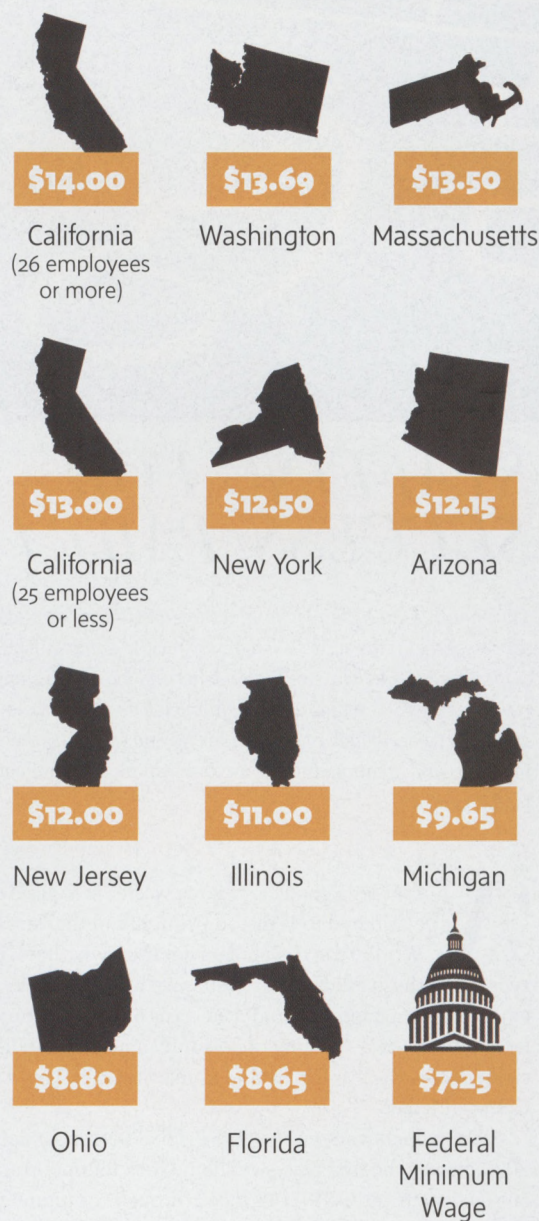 $14.00
$13.69
$13.50
California
(26 employees
or more)
Washington
Massachusetts
$13.00
$12.50
$12.15
California
(25 employees
or less)
New York
Arizona
$12.00
$11.00
$9.65
New Jersey
Illinois
Michigan
$8.80
$8.65
$7.25
Ohio
Florida
Federal
Minimum
Wage